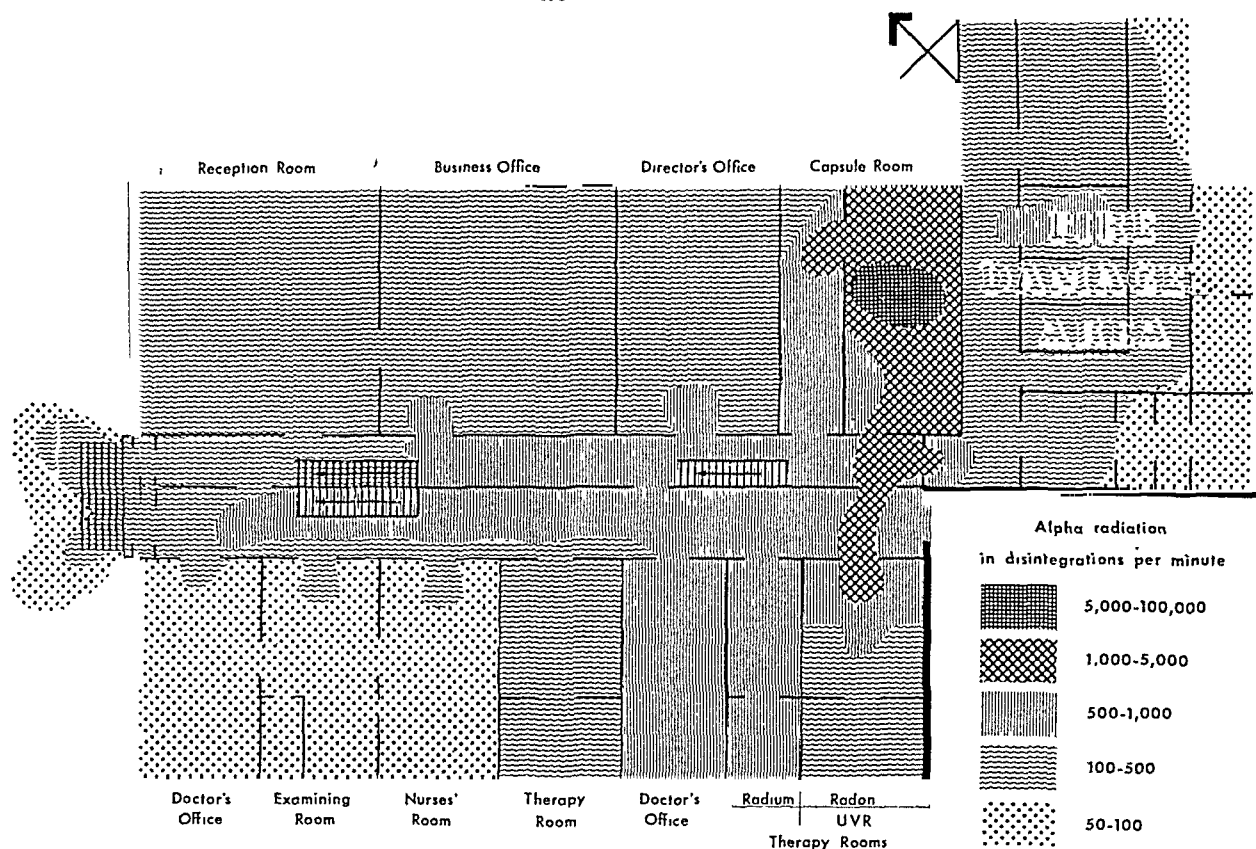 Reception Room
Business Office
Director's Office
Capsule Room
Doctor's
Office
Examining
Room
Nurses'
Room
Therapy
Room
Doctor's
Office
Radium
Radon
UVR
Therapy Rooms
Alpha radiation
in disintegrations per minute
5,000-100,000
1,000-5,000
500-1,000
100-500
50-100